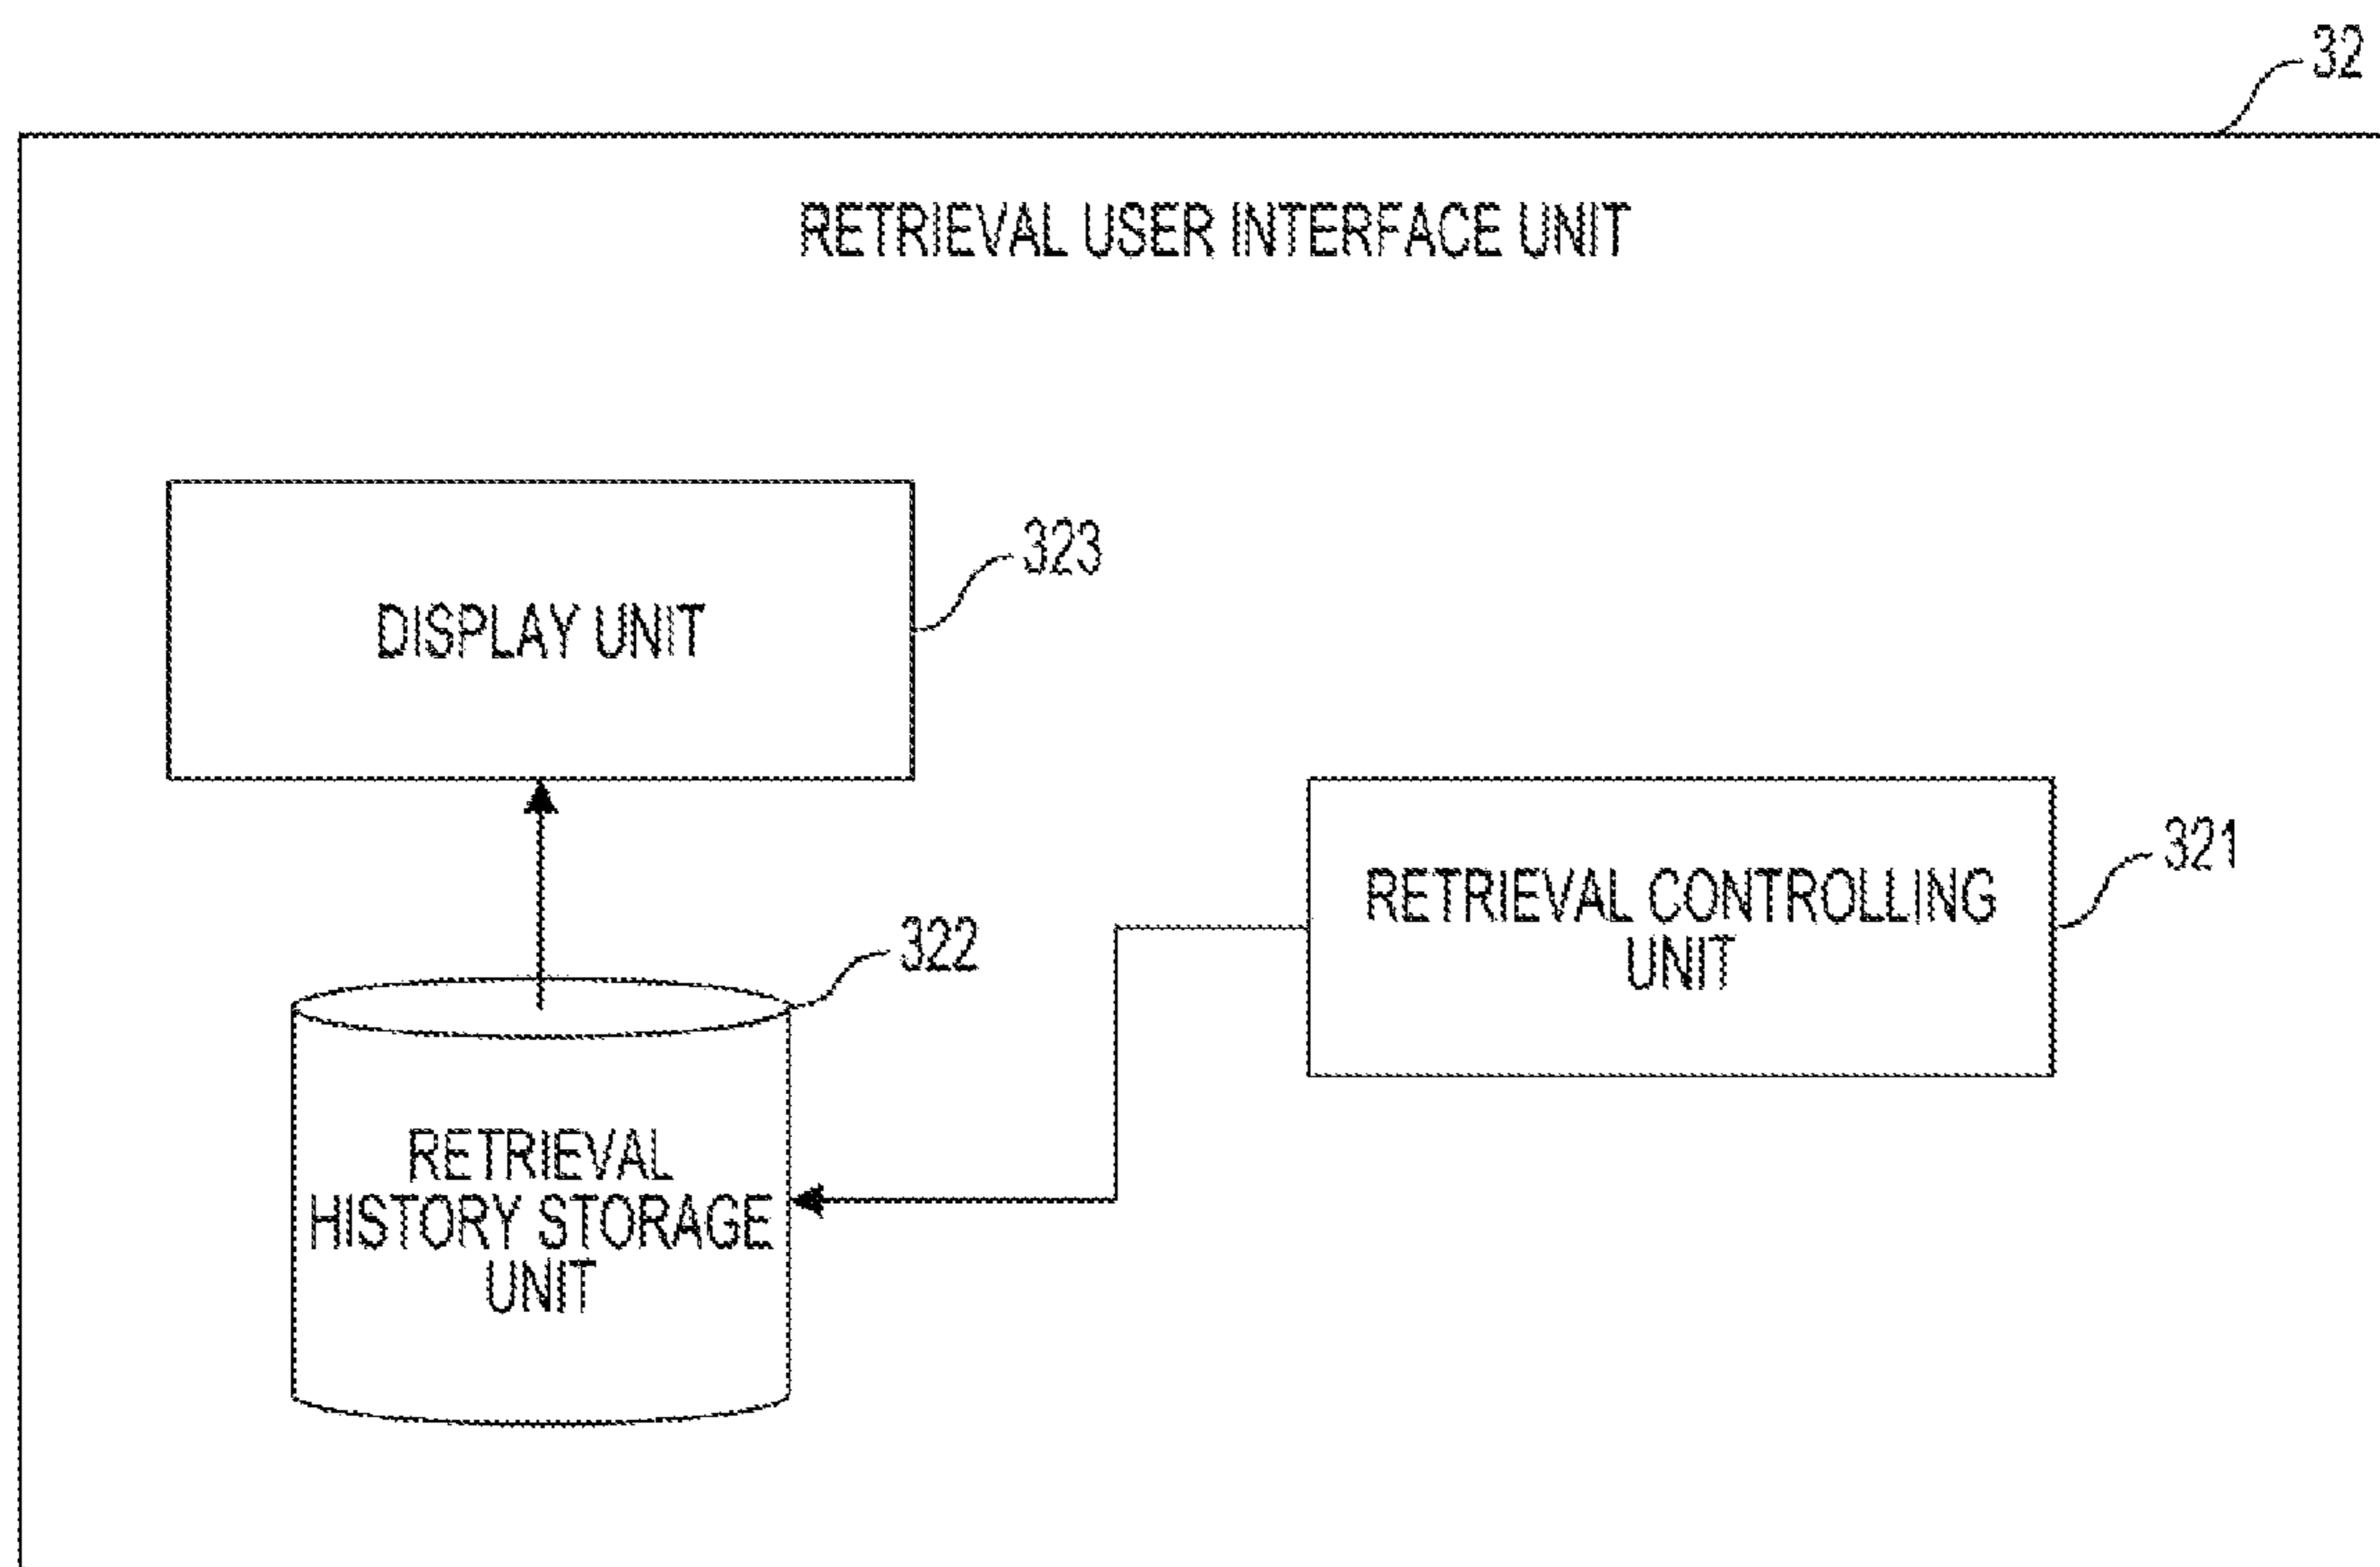 32
RETRIEVAL USER INTERFACE UNIT
323
DISPLAY UNIT
321
RETRIEVAL CONTROLLING
UNIT
322
RETRIEVAL
HISTORY STORAGE
UNIT